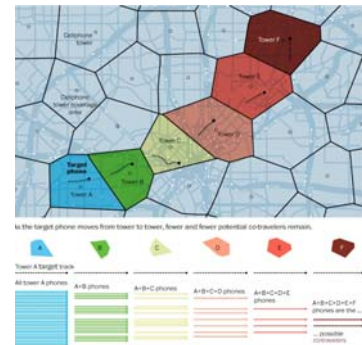 Cellphone
tower
Tower F
Cellphone
tower coverage
area
Tower E
Tower C
Tower D
Target
phone
Tower B
Tower A
As the target phone moves from tower to tower, fewer and fewer potential co-travelers remain.
A
B
C
D
E
F
Tower A target track
All tower A phones
A+B phones
A+B+C phones
A+B+C+D
phones
A+B+C+D+E
phones
A+B+C+D+E+F
phones are the ...
... possible
cotravelers